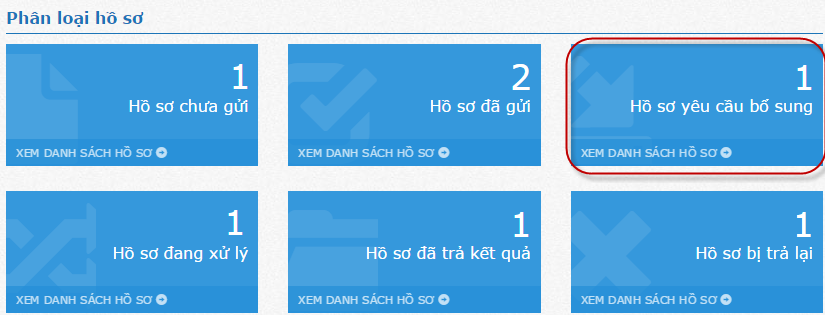 Phân loại hồ sơ
1
Hồ sơ chưa gửi
XEM DANH SÁCH HỒ SƠ
2
Hồ sơ đã gửi
XEM DANH SÁCH HỒ SƠ
1
Hồ sơ yêu cầu bổ sung
XEM DANH SÁCH HỒ SƠ
1
Hồ sơ đang xử lý
XEM DANH SÁCH HỒ SƠ
1
Hồ sơ đã trả kết quả
XEM DANH SÁCH HỒ SƠ
1
Hồ sơ bị trả lại
XEM DANH SÁCH HỒ SƠ